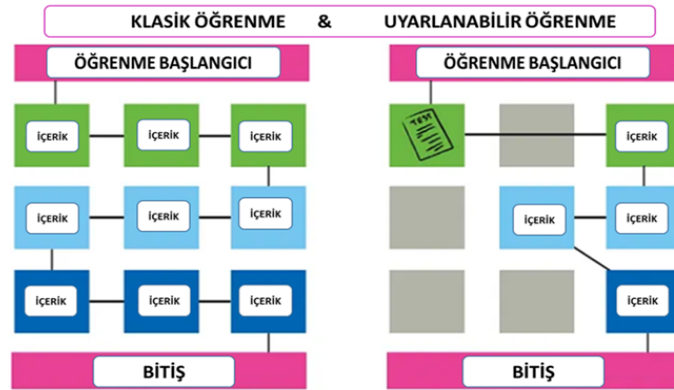 KLASİK ÖĞRENME & UYARLANABİLİR ÖĞRENME
ÖĞRENME BAŞLANGICI
İÇERİK İÇERİK İÇERİK
İÇERİK İÇERİK İÇERİK
İÇERİK İÇERİK İÇERİK
BİTİŞ
ÖĞRENME BAŞLANGICI
TEST İÇERİK
İÇERİK İÇERİK
İÇERİK
BİTİŞ